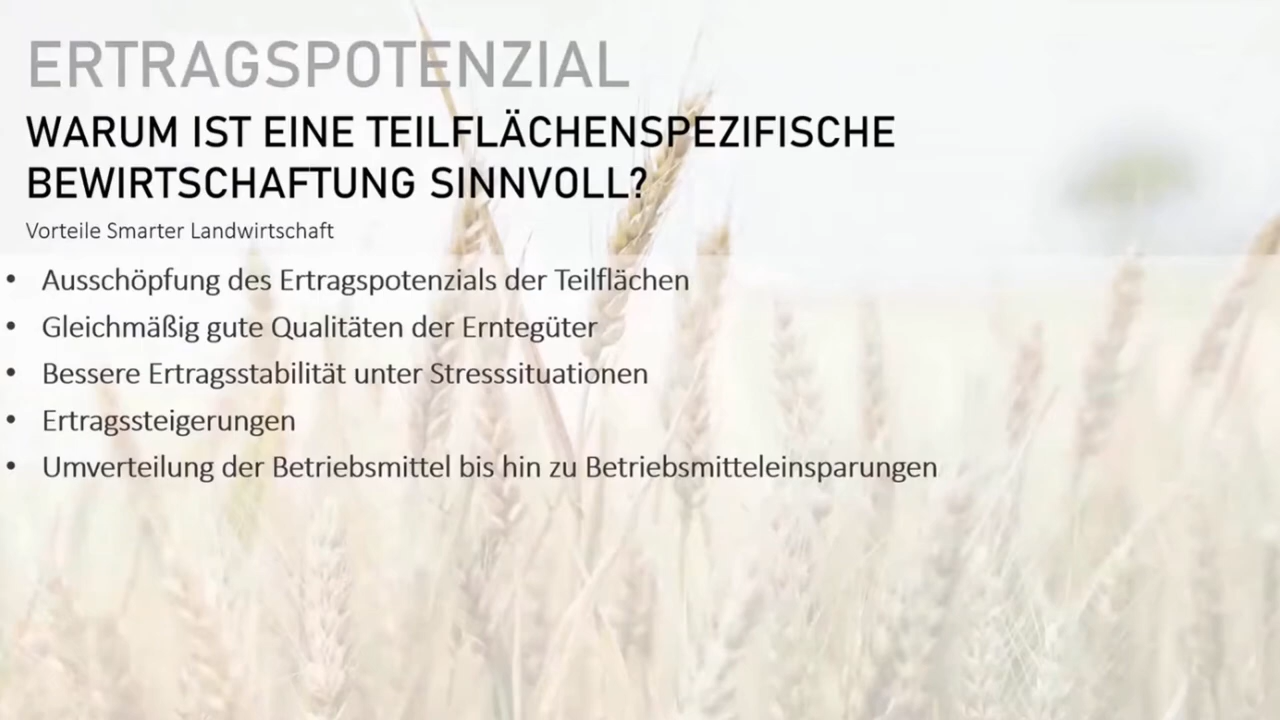 ERTRAGSPOTENZIAL
WARUM IST EINE TEILFLÄCHENSPEZIFISCHE
BEWIRTSCHAFTUNG SINNVOLL?
Vorteile Smarter Landwirtschaft
• Ausschöpfung des Ertragspotenzials der Teilflächen
• Gleichmäßig gute Qualitäten der Erntegüter
• Bessere Ertragsstabilität unter Stresssituationen
• Ertragssteigerungen
• Umverteilung der Betriebsmittel bis hin zu Betriebsmitteleinsparungen